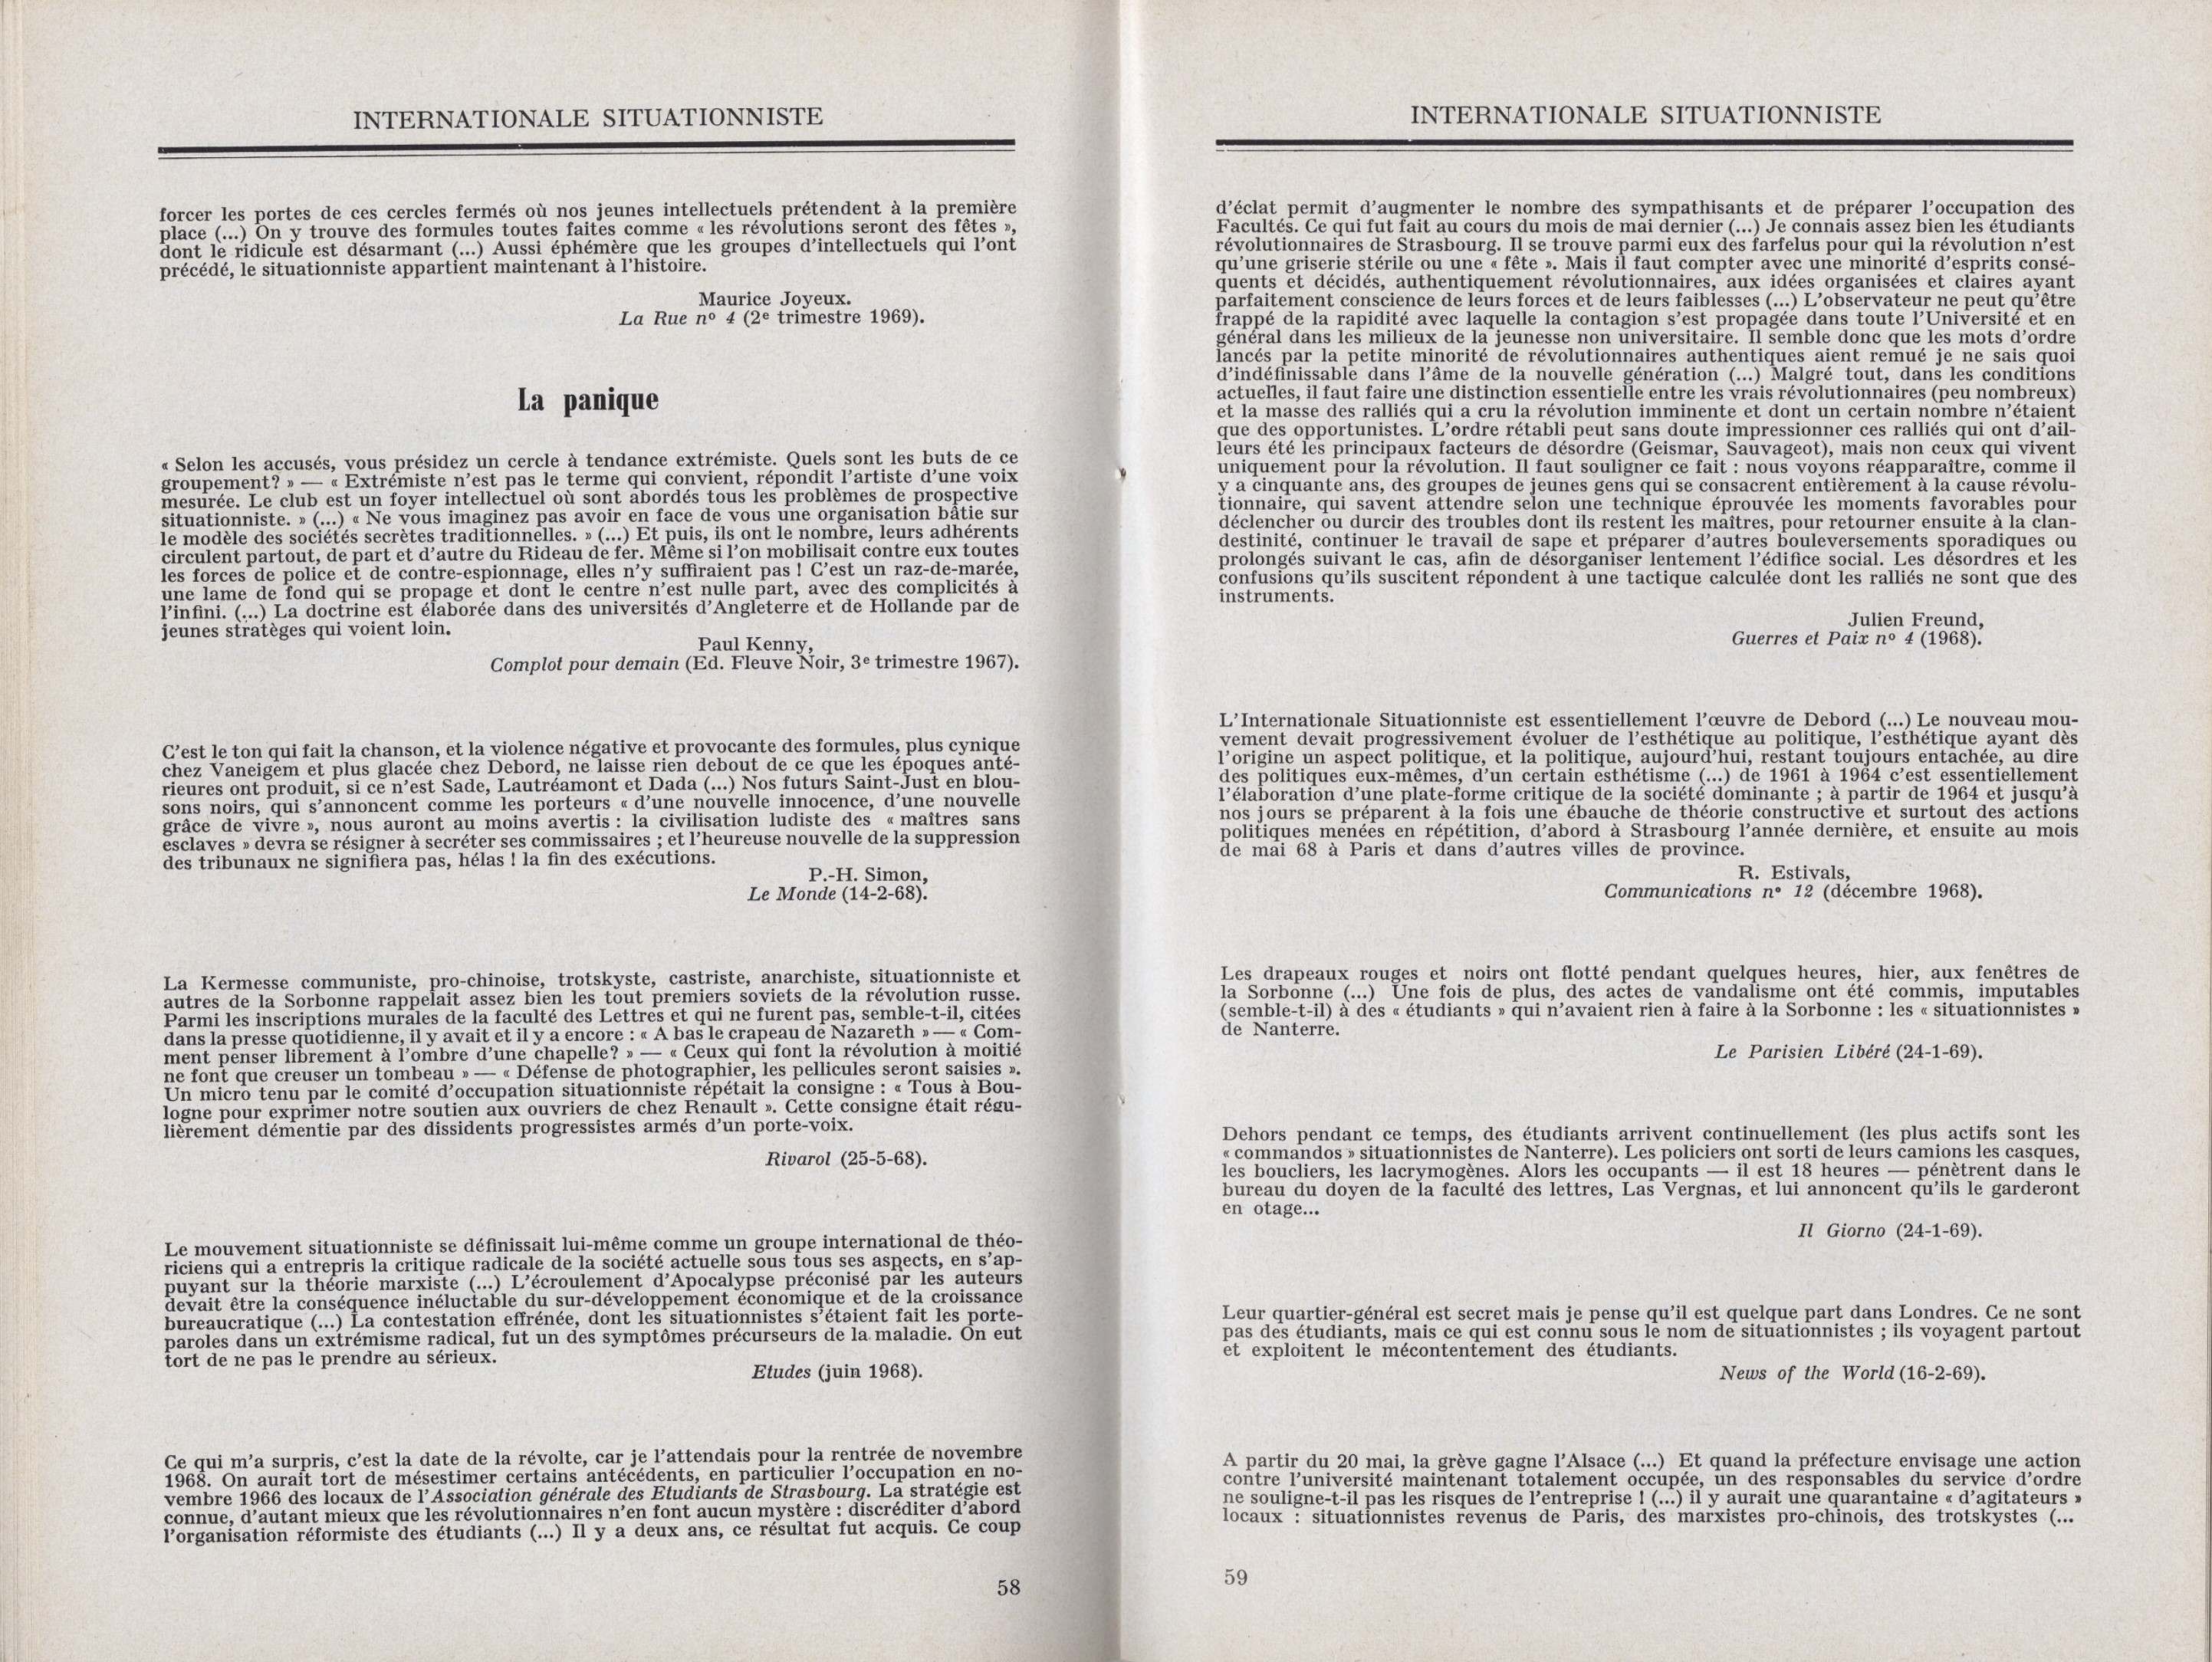 INTERNATIONALE SITUATIONNISTE
forcer les portes de ces cercles fermés où nos jeunes intellectuels prétendent à la première
place (...) On y trouve des formules toutes faites comme « les révolutions seront des fêtes »,
dont le ridicule est désarmant (...) Aussi éphémère que les groupes d'intellectuels qui l'ont
précédé, le situationniste appartient maintenant à l'histoire.
Maurice Joyeux.
La Rue nº 4 (2e trimestre 1969).
La panique
« Selon les accusés, vous présidez un cercle à tendance extrémiste. Quels sont les buts de ce
groupement? » — « Extrémiste n'est pas le terme qui convient, répondit l'artiste d'une voix
mesurée. Le club est un foyer intellectuel où sont abordés tous les problèmes de prospective
situationniste. » (...) « Ne vous imaginez pas avoir en face de vous une organisation bâtie sur
le modèle des sociétés secrètes traditionnelles. » (...) Et puis, ils ont le nombre, leurs adhérents
circulent partout, de part et d'autre du Rideau de fer. Même si l'on mobilisait contre eux toutes
les forces de police et de contre-espionnage, elles n'y suffiraient pas ! C'est un raz-de-marée,
une lame de fond qui se propage et dont le centre n'est nulle part, avec des complicités à
l'infini. (...) La doctrine est élaborée dans des universités d'Angleterre et de Hollande par de
jeunes stratèges qui voient loin.
Paul Kenny,
Complot pour demain (Ed. Fleuve Noir, 3e trimestre 1967).
C'est le ton qui fait la chanson, et la violence négative et provocante des formules, plus cynique
chez Vaneigem et plus glacée chez Debord, ne laisse rien debout de ce que les époques anté-
rieures ont produit, si ce n'est Sade, Lautréamont et Dada (...) Nos futurs Saint-Just en blou-
sons noirs, qui s'annoncent comme les porteurs « d'une nouvelle innocence, d'une nouvelle
grâce de vivre », nous auront au moins avertis : la civilisation ludiste des « maîtres sans
esclaves » devra se résigner à secréter ses commissaires ; et l'heureuse nouvelle de la suppression
des tribunaux ne signifiera pas, hélas ! la fin des exécutions.
P.-H. Simon,
Le Monde (14-2-68).
La Kermesse communiste, pro-chinoise, trotskyste, castriste, anarchiste, situationniste et
autres de la Sorbonne rappelait assez bien les tout premiers soviets de la révolution russe.
Parmi les inscriptions murales de la faculté des Lettres et qui ne furent pas, semble-t-il, citées
dans la presse quotidienne, il y avait et il y a encore : « A bas le crapeau de Nazareth » — « Com-
ment penser librement à l'ombre d'une chapelle? » — « Ceux qui font la révolution à moitié
ne font que creuser un tombeau » — « Défense de photographier, les pellicules seront saisies ».
Un micro tenu par le comité d'occupation situationniste répétait la consigne : « Tous à Bou-
logne pour exprimer notre soutien aux ouvriers de chez Renault ». Cette consigne était régu-
lièrement démentie par des dissidents progressistes armés d'un porte-voix.
Rivarol (25-5-68).
Le mouvement situationniste se définissait lui-même comme un groupe international de théo-
riciens qui a entrepris la critique radicale de la société actuelle sous tous ses aspects, en s'ap-
puyant sur la théorie marxiste (...) L'écroulement d'Apocalypse préconisé par les auteurs
devait être la conséquence inéluctable du sur-développement économique et de la croissance
bureaucratique (...) La contestation effrénée, dont les situationnistes s'étaient fait les porte-
paroles dans un extrémisme radical, fut un des symptômes précurseurs de la maladie. On eut
tort de ne pas le prendre au sérieux.
Etudes (juin 1968).
Ce qui m'a surpris, c'est la date de la révolte, car je l'attendais pour la rentrée de novembre
1968. On aurait tort de mésestimer certains antécédents, en particulier l'occupation en no-
vembre 1966 des locaux de l'Association générale des Etudiants de Strasbourg. La stratégie est
connue, d'autant mieux que les révolutionnaires n'en font aucun mystère : discréditer d'abord
l'organisation réformiste des étudiants (...) Il y a deux ans, ce résultat fut acquis. Ce coup
58
INTERNATIONALE SITUATIONNISTE
d'éclat permit d'augmenter le nombre des sympathisants et de préparer l'occupation des
Facultés. Ce qui fut fait au cours du mois de mai dernier (...) Je connais assez bien les étudiants
révolutionnaires de Strasbourg. Il se trouve parmi eux des farfelus pour qui la révolution n'est
qu'une griserie stérile ou une « fête ». Mais il faut compter avec une minorité d'esprits consé-
quents et décidés, authentiquement révolutionnaires, aux idées organisées et claires ayant
parfaitement conscience de leurs forces et de leurs faiblesses (...) L'observateur ne peut qu'être
frappé de la rapidité avec laquelle la contagion s'est propagée dans toute l'Université et en
général dans les milieux de la jeunesse non universitaire. Il semble donc que les mots d'ordre
lancés par la petite minorité de révolutionnaires authentiques aient remué je ne sais quoi
d'indéfinissable dans l'âme de la nouvelle génération (...) Malgré tout, dans les conditions
actuelles, il faut faire une distinction essentielle entre les vrais révolutionnaires (peu nombreux)
et la masse des ralliés qui a cru la révolution imminente et dont un certain nombre n'étaient
que des opportunistes. L'ordre rétabli peut sans doute impressionner ces ralliés qui ont d'ail-
leurs été les principaux facteurs de désordre (Geismar, Sauvageot), mais non ceux qui vivent
uniquement pour la révolution. Il faut souligner ce fait : nous voyons réapparaître, comme il
y a cinquante ans, des groupes de jeunes gens qui se consacrent entièrement à la cause révolu-
tionnaire, qui savent attendre selon une technique éprouvée les moments favorables pour
déclencher ou durcir des troubles dont ils restent les maîtres, pour retourner ensuite à la clan-
destinité, continuer le travail de sape et préparer d'autres bouleversements sporadiques ou
prolongés suivant le cas, afin de désorganiser lentement l'édifice social. Les désordres et les
confusions qu'ils suscitent répondent à une tactique calculée dont les ralliés ne sont que des
instruments.
Julien Freund,
Guerres et Paix nº 4 (1968).
L'Internationale Situationniste est essentiellement l'œuvre de Debord (...) Le nouveau mou-
vement devait progressivement évoluer de l'esthétique au politique, l'esthétique ayant dès
l'origine un aspect politique, et la politique, aujourd'hui, restant toujours entachée, au dire
des politiques eux-mêmes, d'un certain esthétisme (...) de 1961 à 1964 c'est essentiellement
l'élaboration d'une plate-forme critique de la société dominante ; à partir de 1964 et jusqu'à
nos jours se préparent à la fois une ébauche de théorie constructive et surtout des actions
politiques menées en répétition, d'abord à Strasbourg l'année dernière, et ensuite au mois
de mai 68 à Paris et dans d'autres villes de province.
R. Estivals,
Communications nº 12 (décembre 1968).
Les drapeaux rouges et noirs ont flotté pendant quelques heures, hier, aux fenêtres de
la Sorbonne (...) Une fois de plus, des actes de vandalisme ont été commis, imputables
(semble-t-il) à des « étudiants » qui n'avaient rien à faire à la Sorbonne : les « situationnistes »
de Nanterre.
Le Parisien Libéré (24-1-69).
Dehors pendant ce temps, des étudiants arrivent continuellement (les plus actifs sont les
« commandos » situationnistes de Nanterre). Les policiers ont sorti de leurs camions les casques,
les boucliers, les lacrymogènes. Alors les occupants — il est 18 heures — pénètrent dans le
bureau du doyen de la faculté des lettres, Las Vergnas, et lui annoncent qu'ils le garderont
en otage...
Il Giorno (24-1-69).
Leur quartier-général est secret mais je pense qu'il est quelque part dans Londres. Ce ne sont
pas des étudiants, mais ce qui est connu sous le nom de situationnistes ; ils voyagent partout
et exploitent le mécontentement des étudiants.
News of the World (16-2-69).
A partir du 20 mai, la grève gagne l'Alsace (...) Et quand la préfecture envisage une action
contre l'université maintenant totalement occupée, un des responsables du service d'ordre
ne souligne-t-il pas les risques de l'entreprise ! (...) il y aurait une quarantaine « d'agitateurs »
locaux : situationnistes revenus de Paris, des marxistes pro-chinois, des trotskystes (...
59